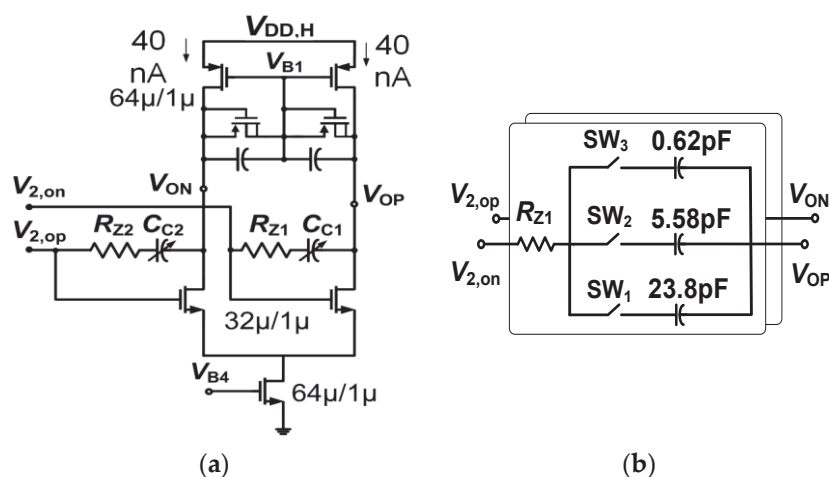 V_DD,H
40 nA
V_B1
40 nA
64μ/1μ
V_ON
V_OP
V_2,on
V_2,op
R_Z2
C_C2
R_Z1
C_C1
32μ/1μ
V_B4
64μ/1μ
(a)
SW_3
0.62pF
V_2,op
V_ON
R_Z1
SW_2
5.58pF
V_2,on
V_OP
SW_1
23.8pF
(b)